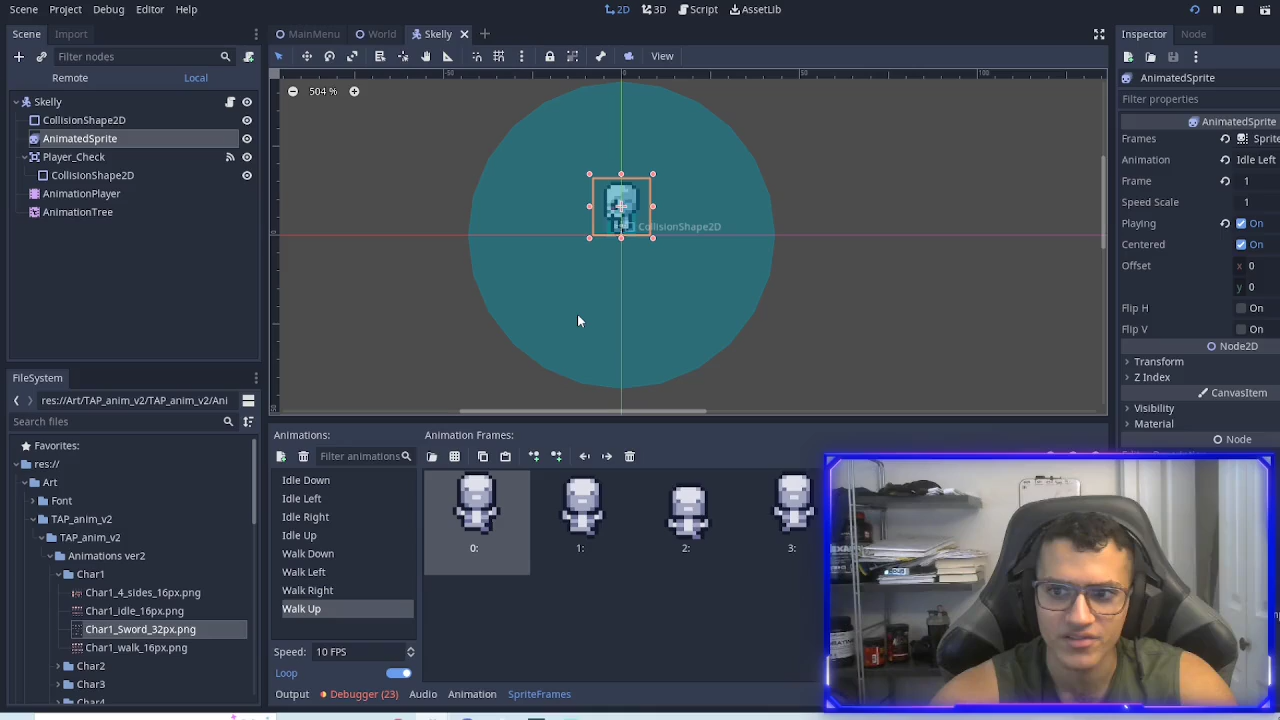 Scene Project Debug Editor Help
2D 3D Script AssetLib
Scene Import
MainMenu World Skelly
Inspector Node
Filter nodes
View
Remote Local
Skelly
CollisionShape2D
AnimatedSprite
Player_Check
CollisionShape2D
AnimationPlayer
AnimationTree
-50 0 50 100
504 %
CollisionShape2D
AnimatedSprite
Filter properties
AnimatedSprite
Frames Sprite
Animation Idle Left
Frame 1
Speed Scale 1
Playing On
Centered On
Offset x 0
y 0
Flip H On
Flip V On
Node2D
Transform
Z Index
CanvasItem
Visibility
Material
Node
FileSystem
res://Art/TAP_anim_v2/TAP_anim_v2/Ani
Search files
Favorites:
res://
Art
Font
TAP_anim_v2
TAP_anim_v2
Animations ver2
Char1
Char1_4_sides_16px.png
Char1_idle_16px.png
Char1_Sword_32px.png
Char1_walk_16px.png
Char2
Char3
Char4
Animations:
Filter animations
Idle Down
Idle Left
Idle Right
Idle Up
Walk Down
Walk Left
Walk Right
Walk Up
Speed: 10 FPS
Loop
Animation Frames:
0: 1: 2: 3:
Output Debugger (23) Audio Animation SpriteFrames